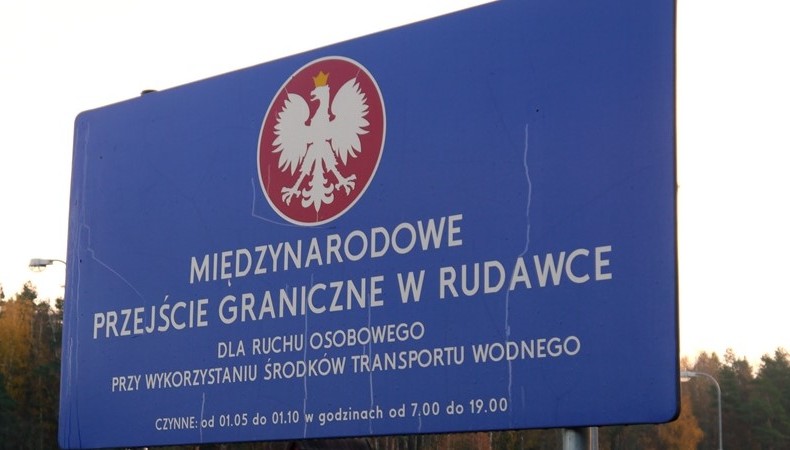 MIĘDZYNARODOWE
PRZEJŚCIE GRANICZNE W RUDAWCE
DLA RUCHU OSOBOWEGO
PRZY WYKORZYSTANIU ŚRODKÓW TRANSPORTU WODNEGO
CZYNNE: od 01.05 do 01.10 w godzinach od 7.00 do 19.00